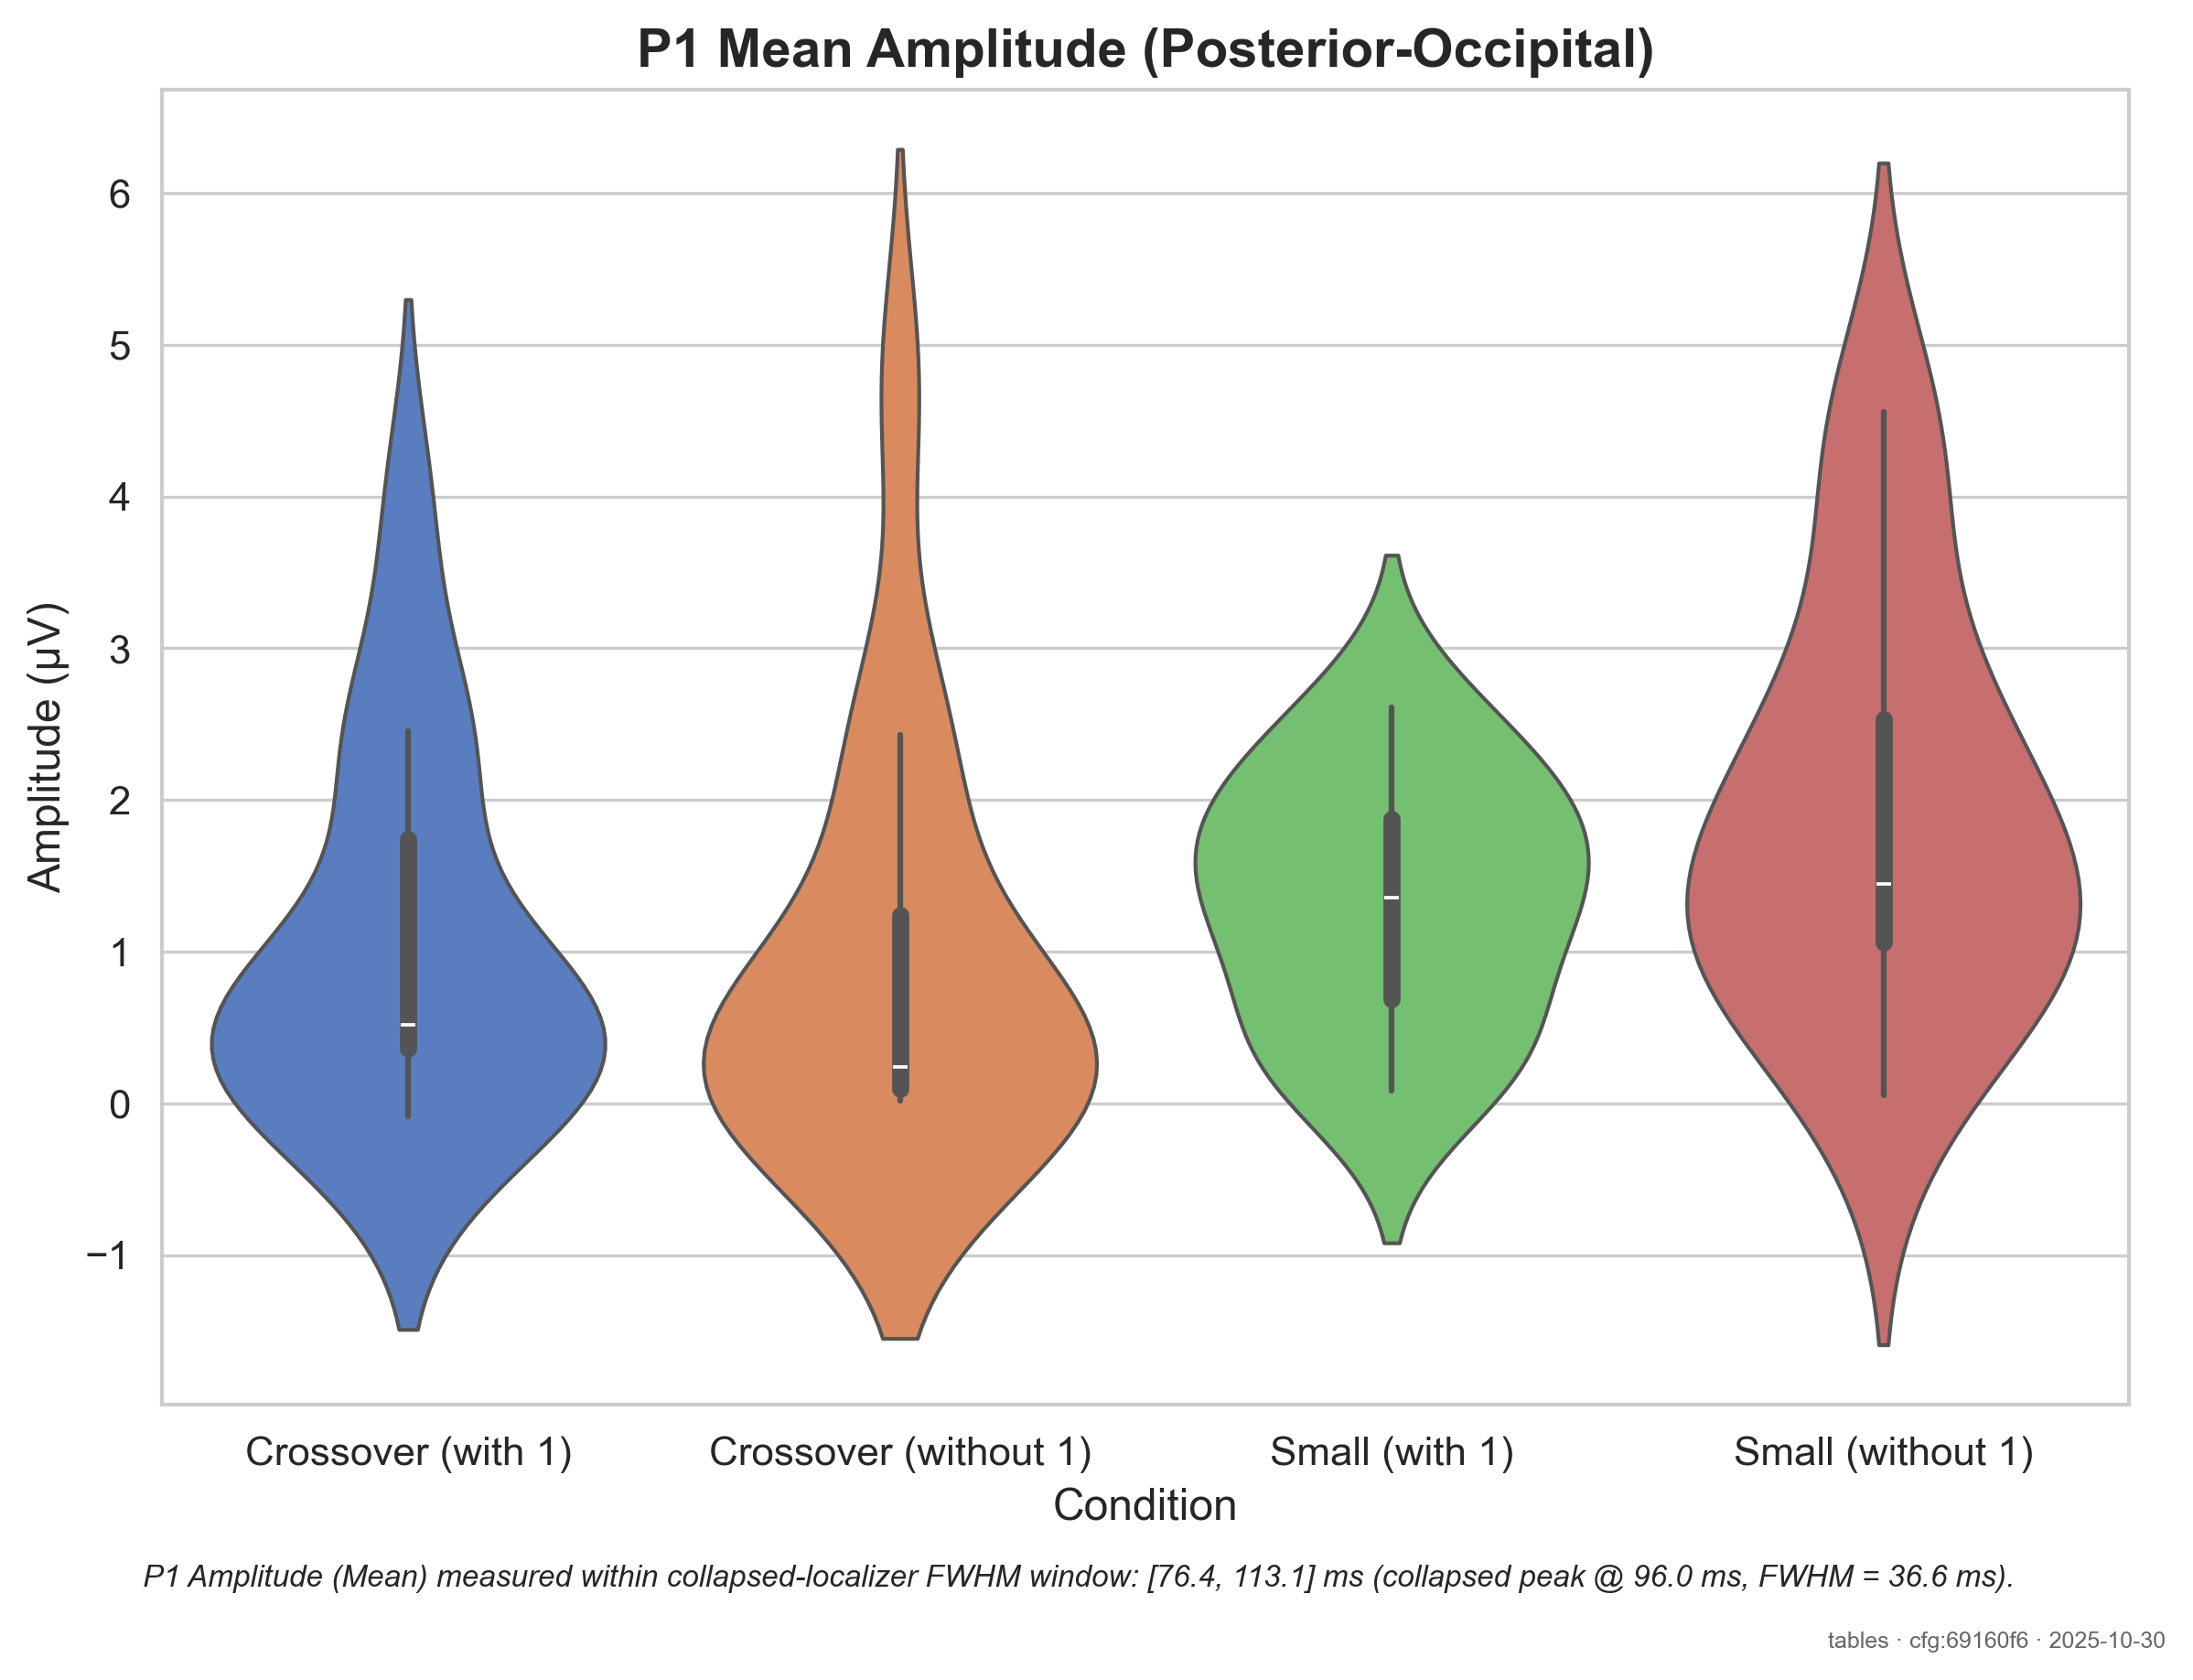 P1 Mean Amplitude (Posterior-Occipital)
Amplitude (µV)
6
5
4
3
2
1
0
−1
Crossover (with 1)
Crossover (without 1)
Small (with 1)
Small (without 1)
Condition
P1 Amplitude (Mean) measured within collapsed-localizer FWHM window: [76.4, 113.1] ms (collapsed peak @ 96.0 ms, FWHM = 36.6 ms).
tables · cfg:69160f6 · 2025-10-30